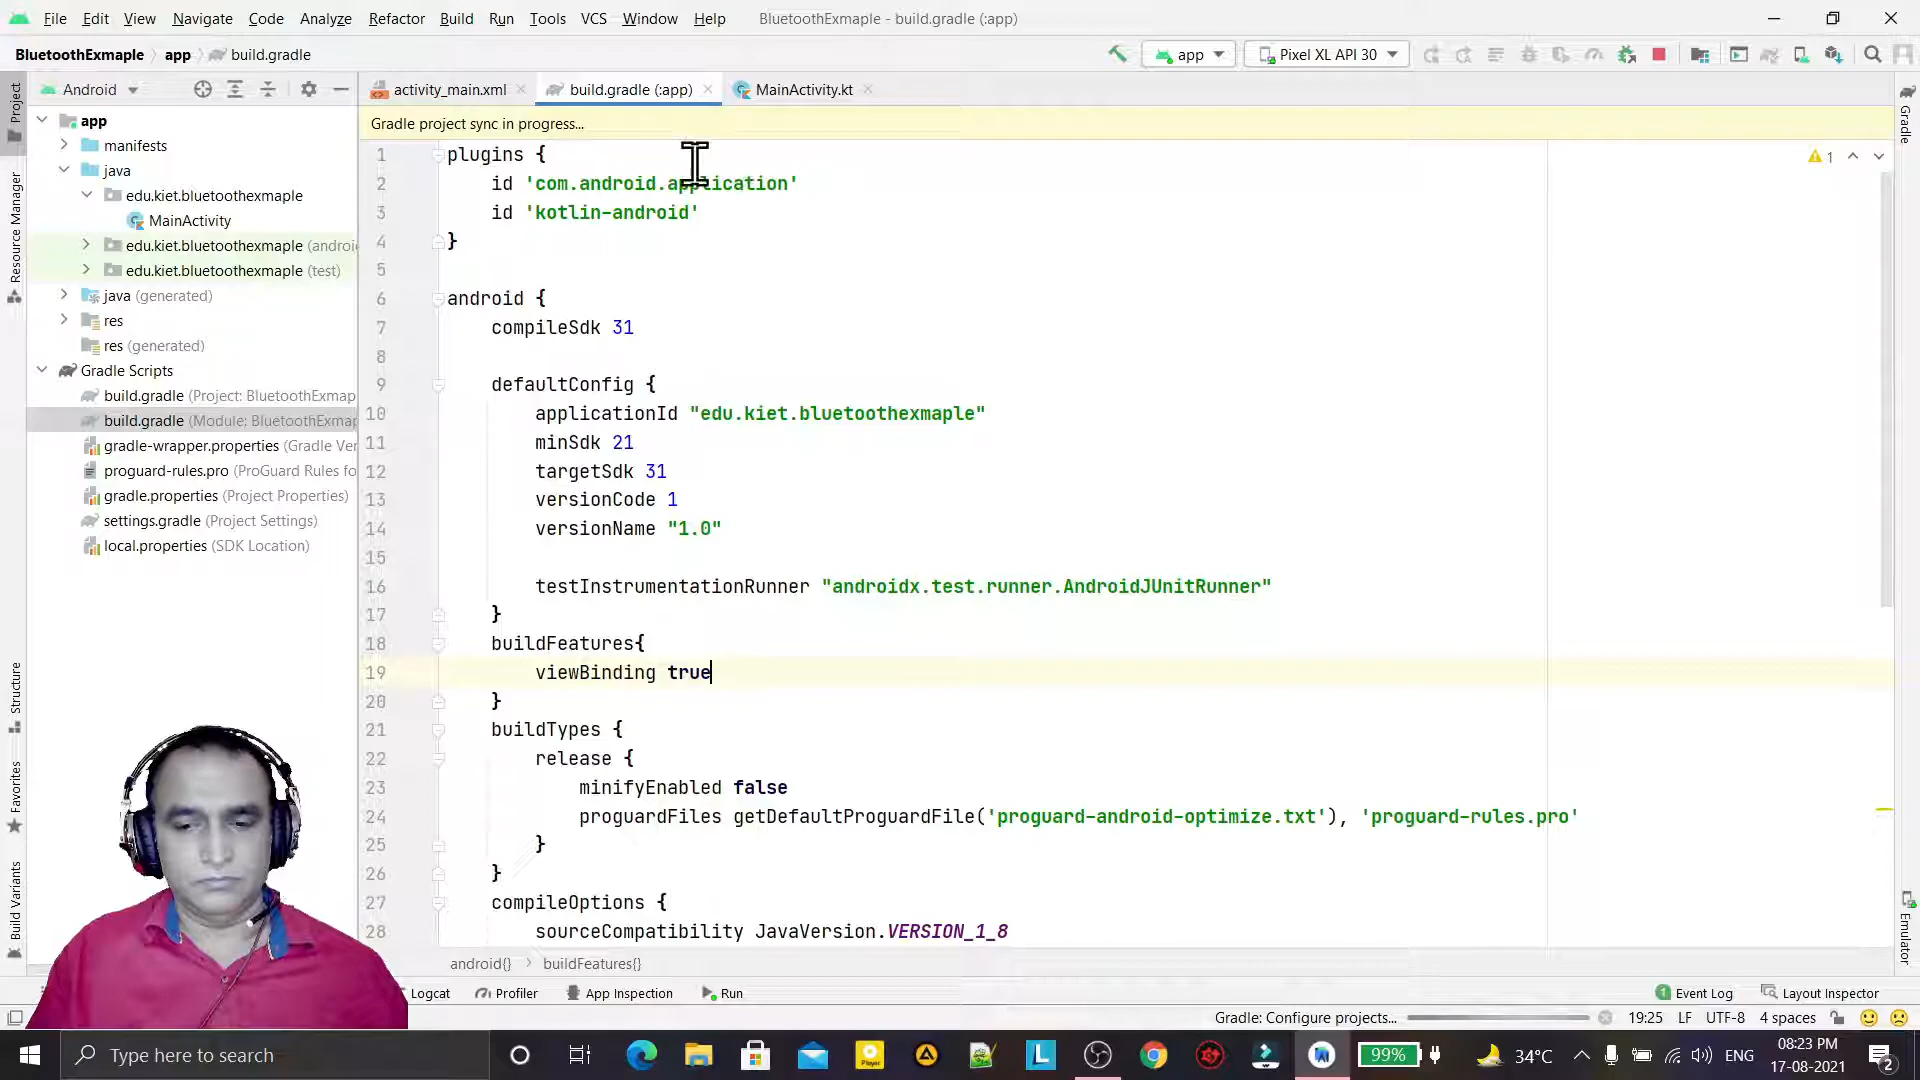 File Edit View Navigate Code Analyze Refactor Build Run Tools VCS Window Help BluetoothExmaple - build.gradle (:app)
BluetoothExmaple app build.gradle
app Pixel XL API 30
Android
activity_main.xml build.gradle (:app) MainActivity.kt
Gradle project sync in progress...
Project
Resource Manager
Structure
Favorites
Build Variants
app
manifests
java
edu.kiet.bluetoothexmaple
MainActivity
edu.kiet.bluetoothexmaple (androi
edu.kiet.bluetoothexmaple (test)
java (generated)
res
res (generated)
Gradle Scripts
build.gradle (Project: BluetoothExmap
build.gradle (Module: BluetoothExmap
gradle-wrapper.properties (Gradle Ver
proguard-rules.pro (ProGuard Rules fo
gradle.properties (Project Properties)
settings.gradle (Project Settings)
local.properties (SDK Location)
1 plugins {
2 id 'com.android.application'
3 id 'kotlin-android'
4 }
5
6 android {
7 compileSdk 31
8
9 defaultConfig {
10 applicationId "edu.kiet.bluetoothexmaple"
11 minSdk 21
12 targetSdk 31
13 versionCode 1
14 versionName "1.0"
15
16 testInstrumentationRunner "androidx.test.runner.AndroidJUnitRunner"
17 }
18 buildFeatures{
19 viewBinding true
20 }
21 buildTypes {
22 release {
23 minifyEnabled false
24 proguardFiles getDefaultProguardFile('proguard-android-optimize.txt'), 'proguard-rules.pro'
25 }
26 }
27 compileOptions {
28 sourceCompatibility JavaVersion.VERSION_1_8
1
Gradle
Emulator
android{} buildFeatures{}
Logcat Profiler App Inspection Run 1 Event Log Layout Inspector
Gradle: Configure projects... 19:25 LF UTF-8 4 spaces
Type here to search 99% 34°C ENG
08:23 PM
17-08-2021
2